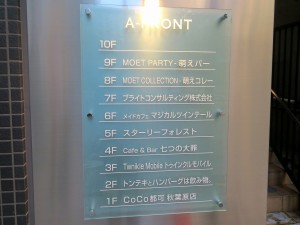 A-FRONT
10F
9F MOET PARTY・萌えバー
8F MOET COLLECTION・萌えコレー
7F ブライトコンサルティング株式会社
6F メイドカフェ マジカルツインテール
5F スターリーフォレスト
4F Cafe & Bar 七つの大罪
3F Twinkle Mobile トゥインクルモバイル
2F トンテキとハンバーグは飲み物。
1F CoCo都可 秋葉原店